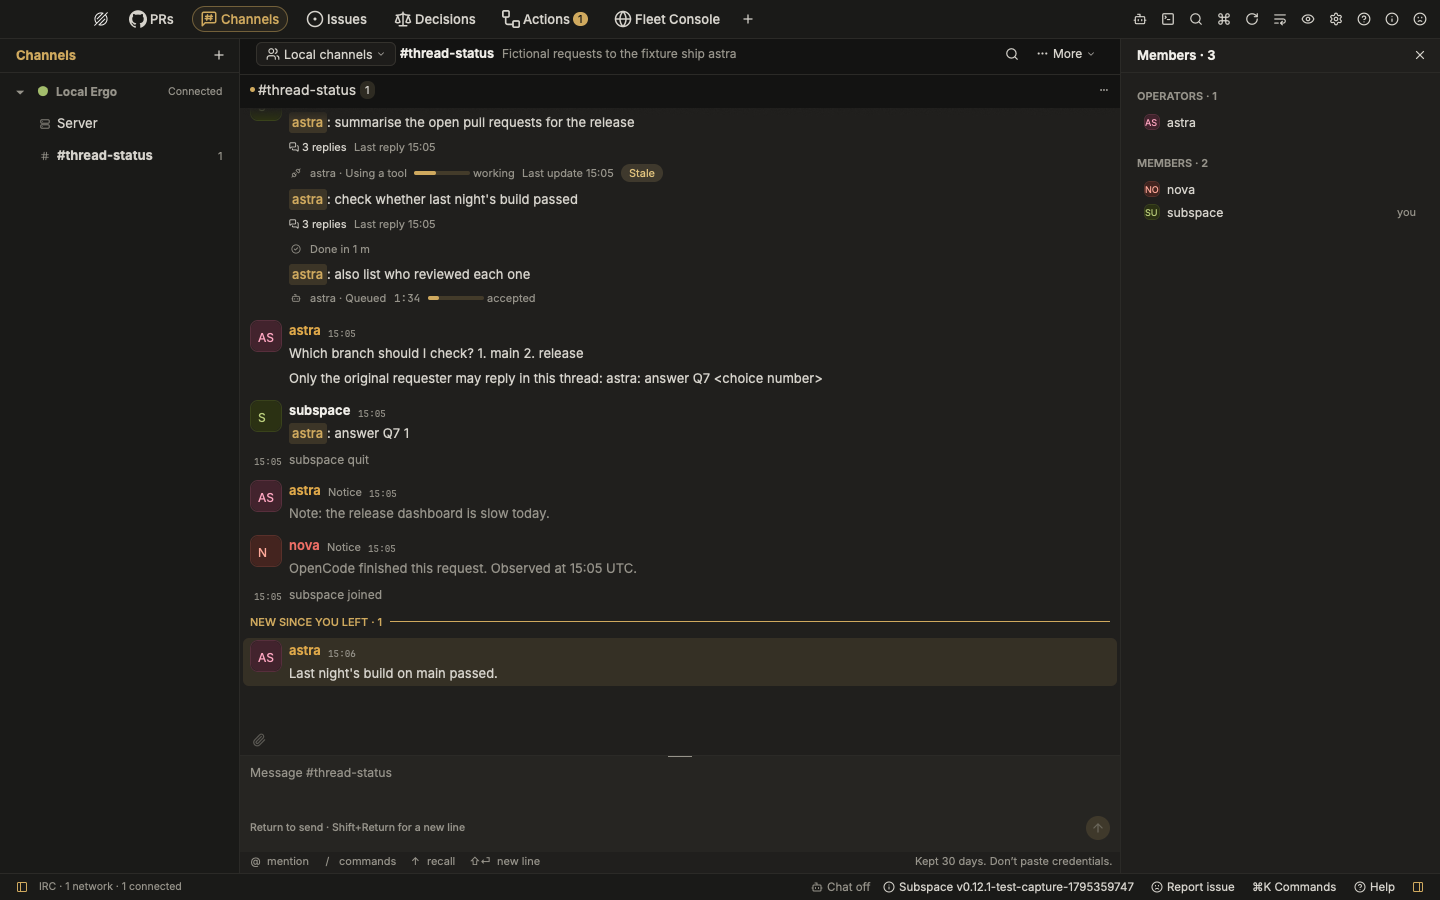 PRs
Channels
Issues
Decisions
Actions 1
Fleet Console
Channels
Local Ergo Connected
Server
#thread-status 1
Local channels
#thread-status Fictional requests to the fixture ship astra
More
#thread-status 1
astra: summarise the open pull requests for the release
3 replies Last reply 15:05
astra · Using a tool working Last update 15:05 Stale
astra: check whether last night's build passed
3 replies Last reply 15:05
Done in 1 m
astra: also list who reviewed each one
astra · Queued 1:34 accepted
AS astra 15:05
Which branch should I check? 1. main 2. release
Only the original requester may reply in this thread: astra: answer Q7 <choice number>
S subspace 15:05
astra: answer Q7 1
15:05 subspace quit
AS astra Notice 15:05
Note: the release dashboard is slow today.
N nova Notice 15:05
OpenCode finished this request. Observed at 15:05 UTC.
15:05 subspace joined
NEW SINCE YOU LEFT · 1
AS astra 15:06
Last night's build on main passed.
Message #thread-status
Return to send · Shift+Return for a new line
@ mention / commands ↑ recall ⇧⏎ new line
Kept 30 days. Don't paste credentials.
Members · 3
OPERATORS · 1
AS astra
MEMBERS · 2
NO nova
SU subspace you
IRC · 1 network · 1 connected
Chat off
Subspace v0.12.1-test-capture-1795359747
Report issue
⌘K Commands
Help